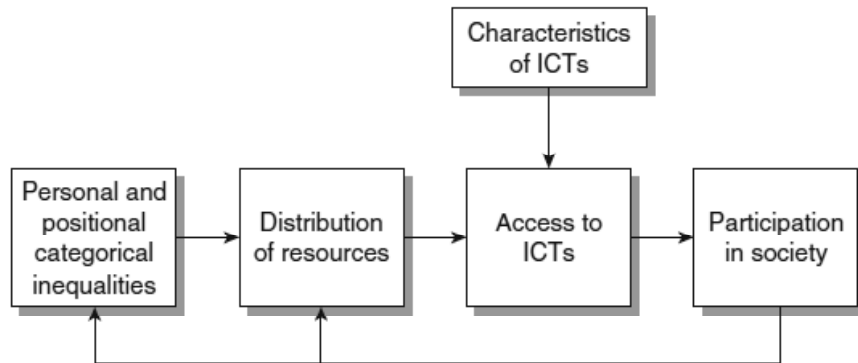 Characteristics
of ICTs
Personal and
positional
categorical
inequalities
Distribution
of resources
Access to
ICTs
Participation
in society